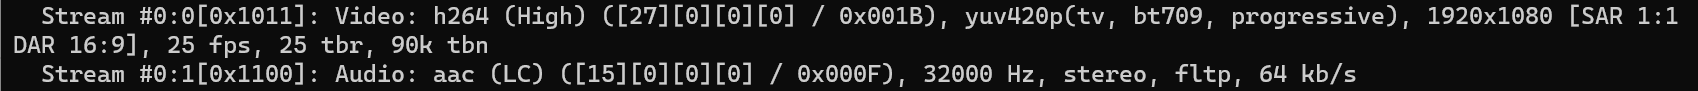 Stream #0:0[0x1011]: Video: h264 (High) ([27][0][0][0] / 0x001B), yuv420p(tv, bt709, progressive), 1920x1080 [SAR 1:1
DAR 16:9], 25 fps, 25 tbr, 90k tbn
Stream #0:1[0x1100]: Audio: aac (LC) ([15][0][0][0] / 0x000F), 32000 Hz, stereo, fltp, 64 kb/s